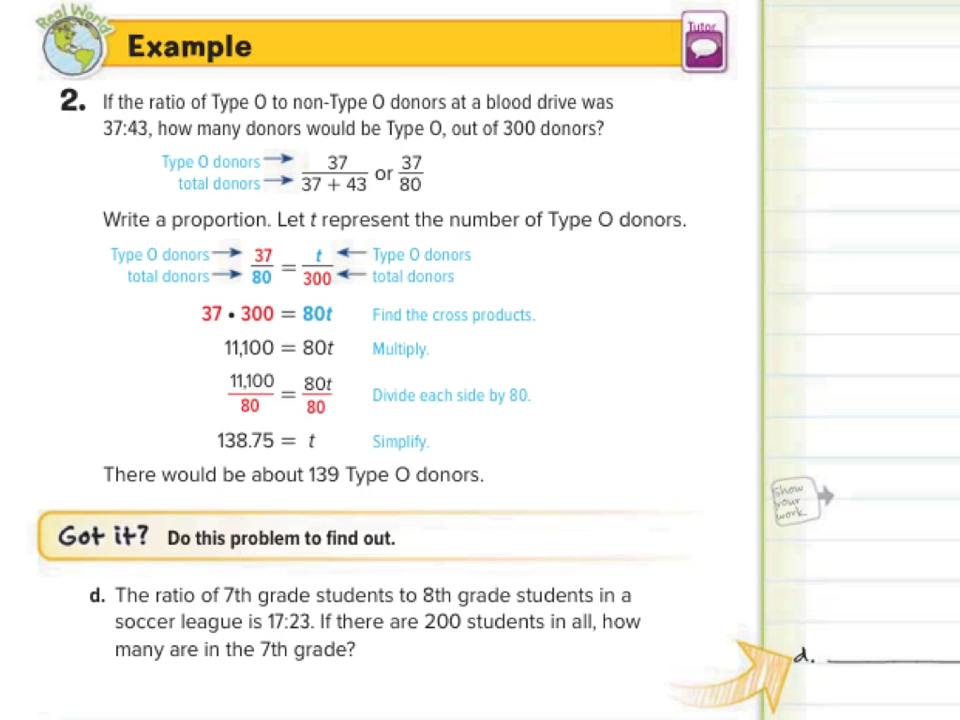 Real World
Example
Tutor
2. If the ratio of Type O to non-Type O donors at a blood drive was
37:43, how many donors would be Type O, out of 300 donors?
Type O donors → 37 / 37 + 43 or 37 / 80
total donors →
Write a proportion. Let t represent the number of Type O donors.
Type O donors → 37 / 80 = t / 300 ← Type O donors
total donors → ← total donors
37 • 300 = 80t Find the cross products.
11,100 = 80t Multiply.
11,100 / 80 = 80t / 80 Divide each side by 80.
138.75 = t Simplify.
There would be about 139 Type O donors.
Show
your
work.
Got it? Do this problem to find out.
d. The ratio of 7th grade students to 8th grade students in a
soccer league is 17:23. If there are 200 students in all, how
many are in the 7th grade?
d.